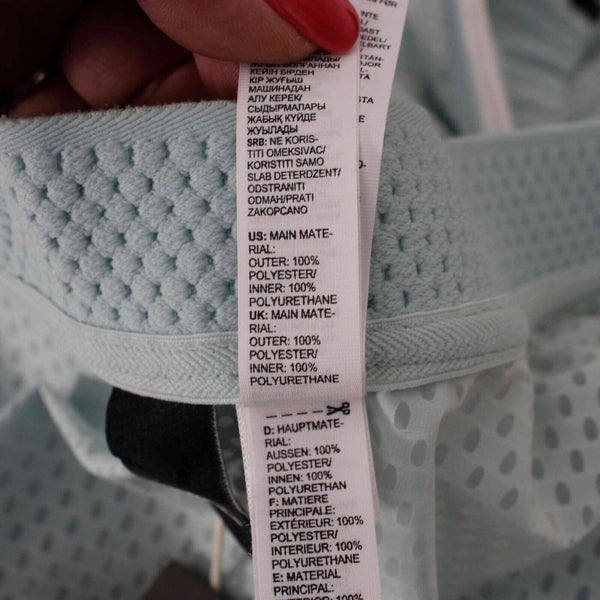 КЕЙІН БІРДЕН
КІР ЖУҒЫШ
МАШИНАДАН
АЛУ КЕРЕК/
СЫДЫРМАЛАРЫ
ЖАБЫҚ КҮЙДЕ
ЖУЫЛАДЫ
SRB: NE KORIS-
TITI OMEKSIVAC/
KORISTITI SAMO
SLAB DETERDZENT/
ODSTRANITI
ODMAH/PRATI
ZAKOPCANO
US: MAIN MATE-
RIAL:
OUTER: 100%
POLYESTER/
INNER: 100%
POLYURETHANE
UK: MAIN MATE-
RIAL:
OUTER: 100%
POLYESTER/
INNER: 100%
POLYURETHANE
D: HAUPTMATE-
RIAL:
AUSSEN: 100%
POLYESTER/
INNEN: 100%
POLYURETHAN
F: MATIERE
PRINCIPALE:
EXTÉRIEUR: 100%
POLYESTER/
INTERIEUR: 100%
POLYURETHANE
E: MATERIAL
PRINCIPAL: